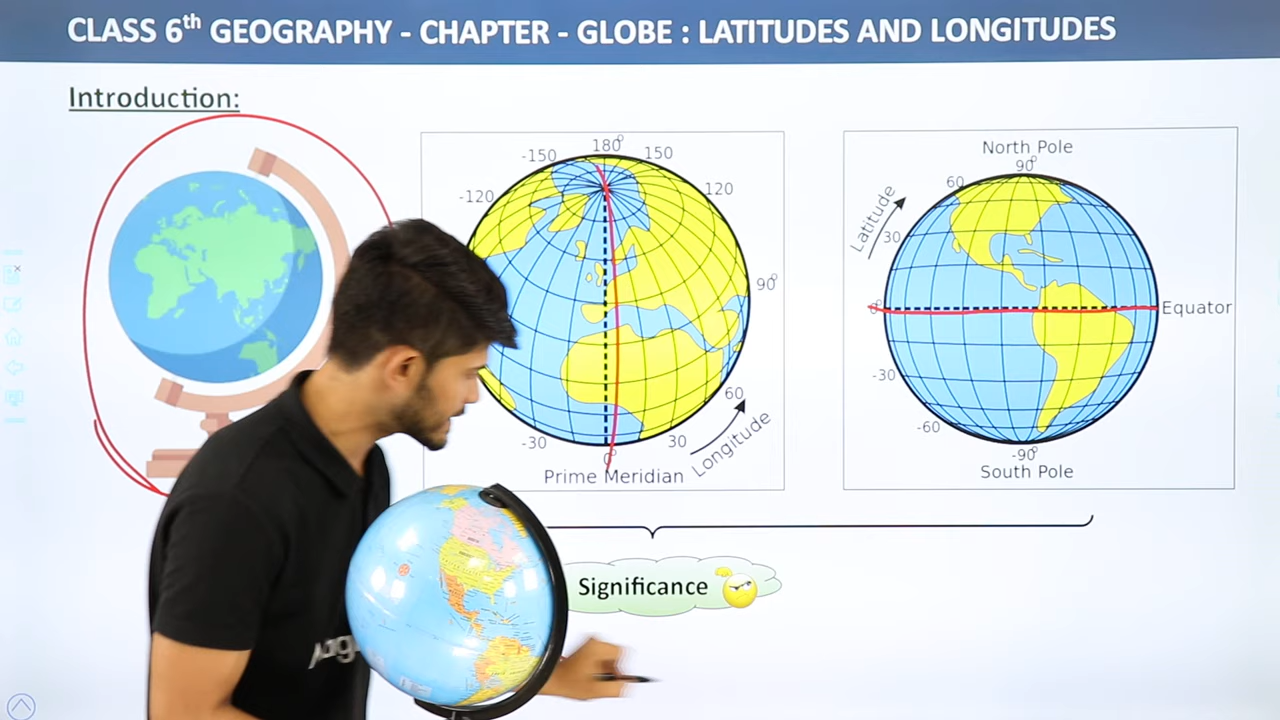 CLASS 6th GEOGRAPHY - CHAPTER - GLOBE : LATITUDES AND LONGITUDES
Introduction:
-150 180° 150
-120 120
90°
60
-30 0° 30
Longitude
Prime Meridian
North Pole
90°
60
Latitude
30
0° Equator
-30
-60
-90°
South Pole
Significance